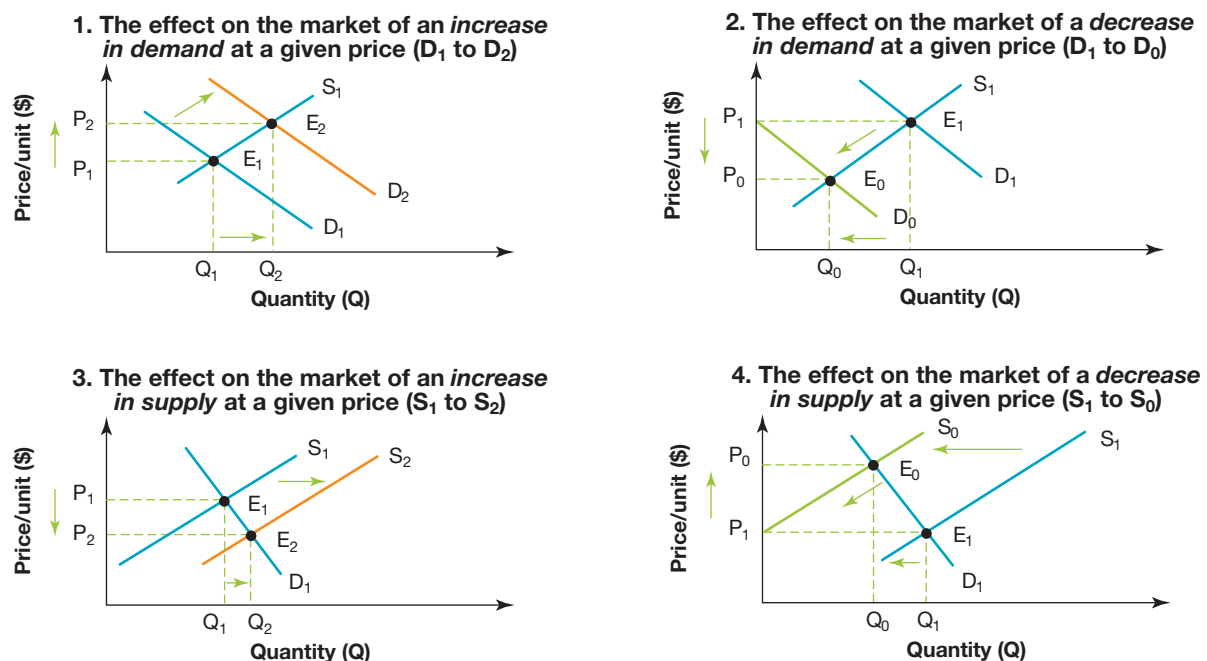 1. The effect on the market of an increase
in demand at a given price (D₁ to D₂)
Price/unit ($)
P₂
P₁
S₁
E₂
E₁
D₂
D₁
Q₁ Q₂
Quantity (Q)
2. The effect on the market of a decrease
in demand at a given price (D₁ to D₀)
Price/unit ($)
P₁
P₀
S₁
E₁
E₀
D₁
D₀
Q₀ Q₁
Quantity (Q)
3. The effect on the market of an increase
in supply at a given price (S₁ to S₂)
Price/unit ($)
P₁
P₂
S₁
S₂
E₁
E₂
D₁
Q₁ Q₂
Quantity (Q)
4. The effect on the market of a decrease
in supply at a given price (S₁ to S₀)
Price/unit ($)
P₀
P₁
S₀
S₁
E₀
E₁
D₁
Q₀ Q₁
Quantity (Q)